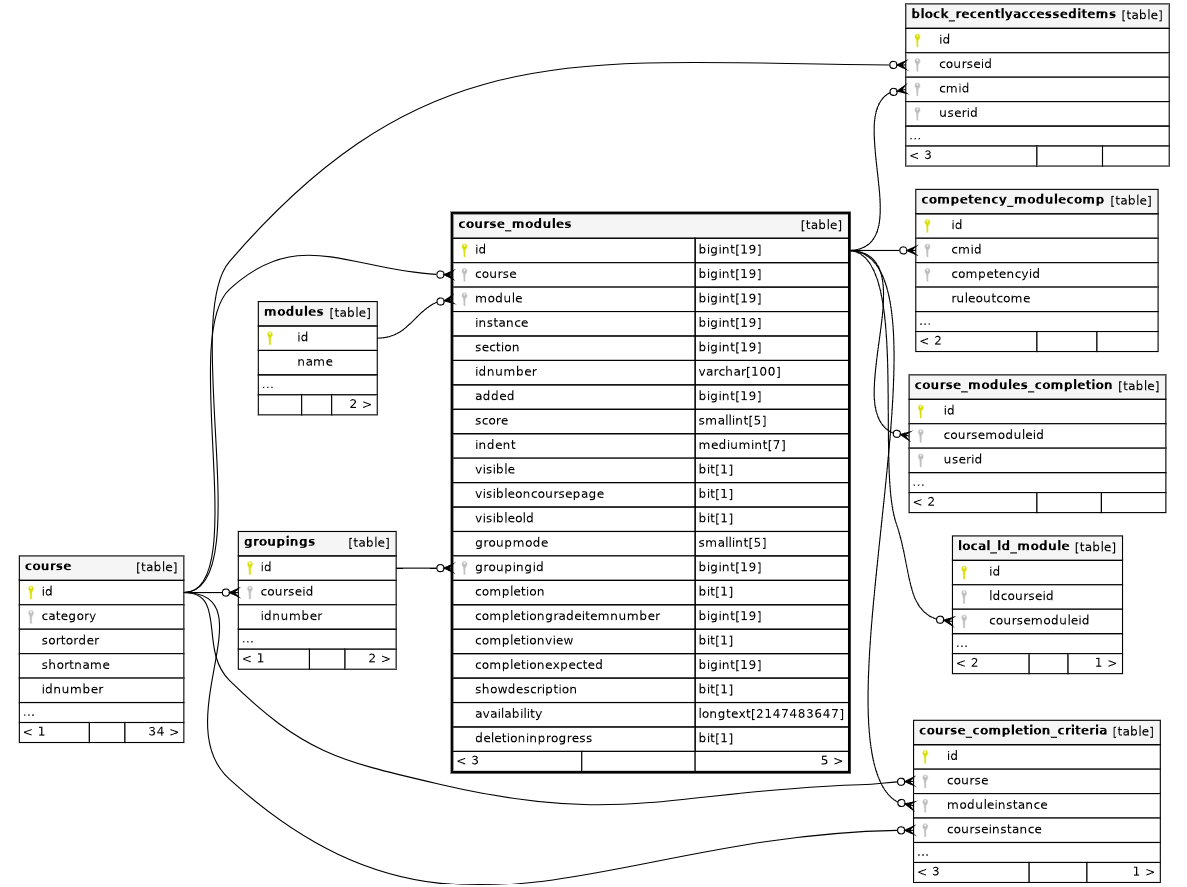 block_recentlyaccesseditems [table]
id
courseid
cmid
userid
...
< 3
competency_modulecomp [table]
id
cmid
competencyid
ruleoutcome
...
< 2
course_modules [table]
id bigint[19]
course bigint[19]
module bigint[19]
instance bigint[19]
section bigint[19]
idnumber varchar[100]
added bigint[19]
score smallint[5]
indent mediumint[7]
visible bit[1]
visibleoncoursepage bit[1]
visibleold bit[1]
groupmode smallint[5]
groupingid bigint[19]
completion bit[1]
completiongradeitemnumber bigint[19]
completionview bit[1]
completionexpected bigint[19]
showdescription bit[1]
availability longtext[2147483647]
deletioninprogress bit[1]
< 3 5 >
modules [table]
id
name
...
2 >
course_modules_completion [table]
id
coursemoduleid
userid
...
< 2
groupings [table]
id
courseid
idnumber
...
< 1 2 >
local_ld_module [table]
id
ldcourseid
coursemoduleid
...
< 2 1 >
course [table]
id
category
sortorder
shortname
idnumber
...
< 1 34 >
course_completion_criteria [table]
id
course
moduleinstance
courseinstance
...
< 3 1 >